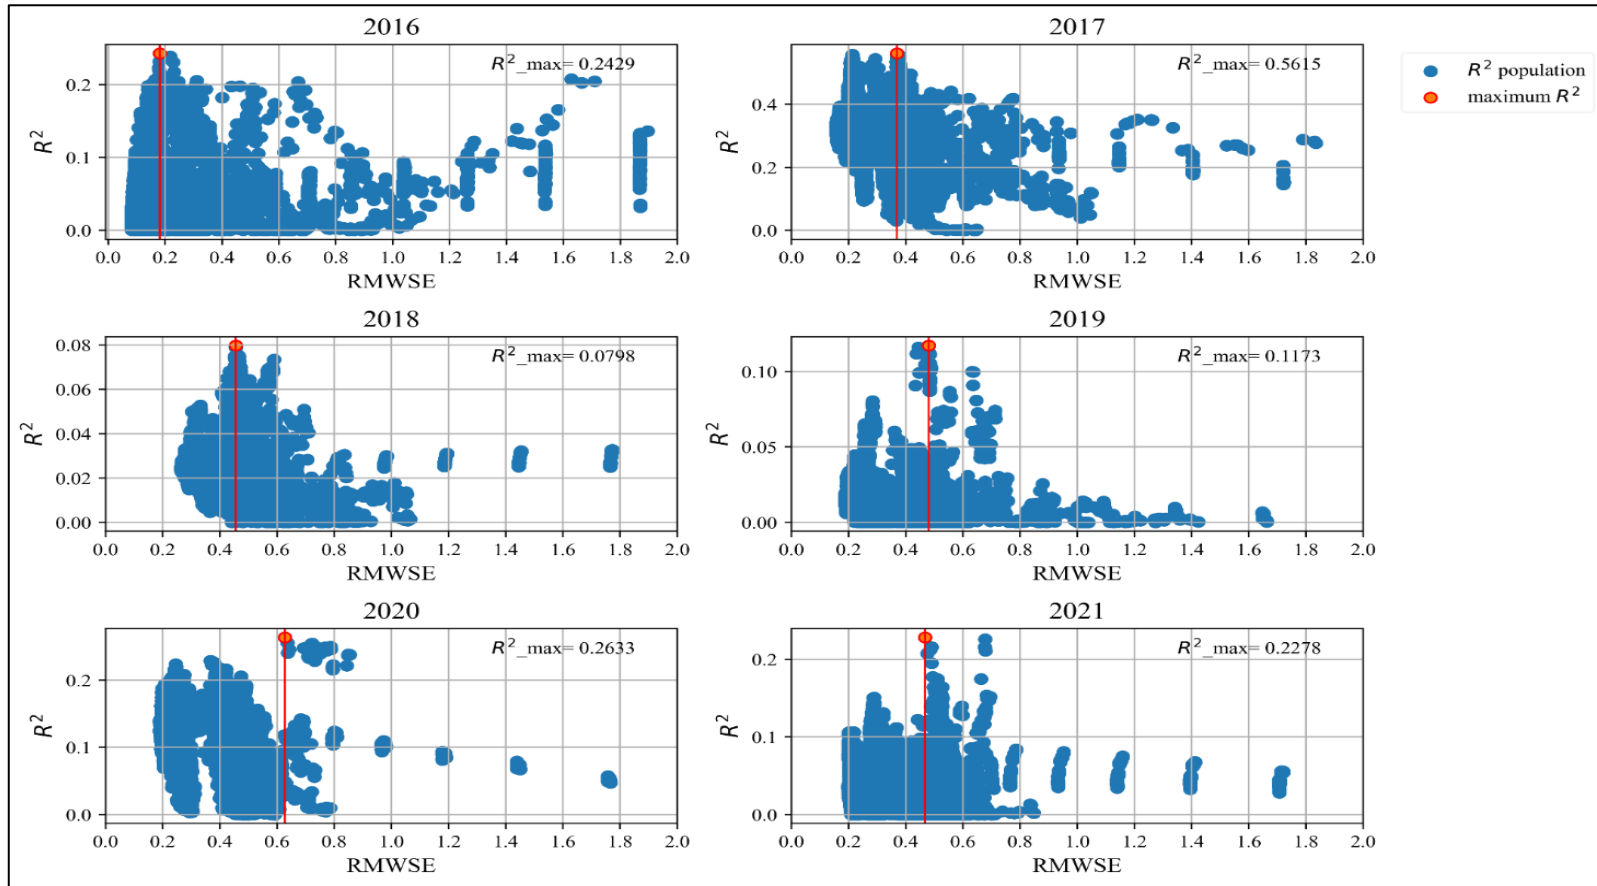 2016
R²_max= 0.2429
R²
0.2
0.1
0.0
0.0 0.2 0.4 0.6 0.8 1.0 1.2 1.4 1.6 1.8 2.0
RMWSE
2017
R²_max= 0.5615
R²
0.4
0.2
0.0
0.0 0.2 0.4 0.6 0.8 1.0 1.2 1.4 1.6 1.8 2.0
RMWSE
R² population
maximum R²
2018
R²_max= 0.0798
R²
0.08
0.06
0.04
0.02
0.00
0.0 0.2 0.4 0.6 0.8 1.0 1.2 1.4 1.6 1.8 2.0
RMWSE
2019
R²_max= 0.1173
R²
0.10
0.05
0.00
0.0 0.2 0.4 0.6 0.8 1.0 1.2 1.4 1.6 1.8 2.0
RMWSE
2020
R²_max= 0.2633
R²
0.2
0.1
0.0
0.0 0.2 0.4 0.6 0.8 1.0 1.2 1.4 1.6 1.8 2.0
RMWSE
2021
R²_max= 0.2278
R²
0.2
0.1
0.0
0.0 0.2 0.4 0.6 0.8 1.0 1.2 1.4 1.6 1.8 2.0
RMWSE